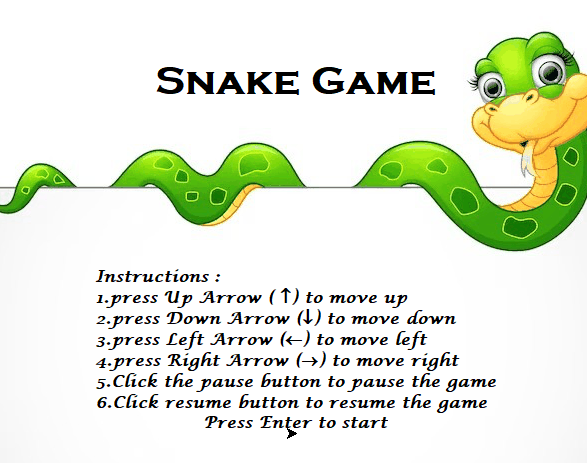 Snake Game
Instructions :
1.press Up Arrow (↑) to move up
2.press Down Arrow (↓) to move down
3.press Left Arrow (←) to move left
4.press Right Arrow (→) to move right
5.Click the pause button to pause the game
6.Click resume button to resume the game
Press Enter to start